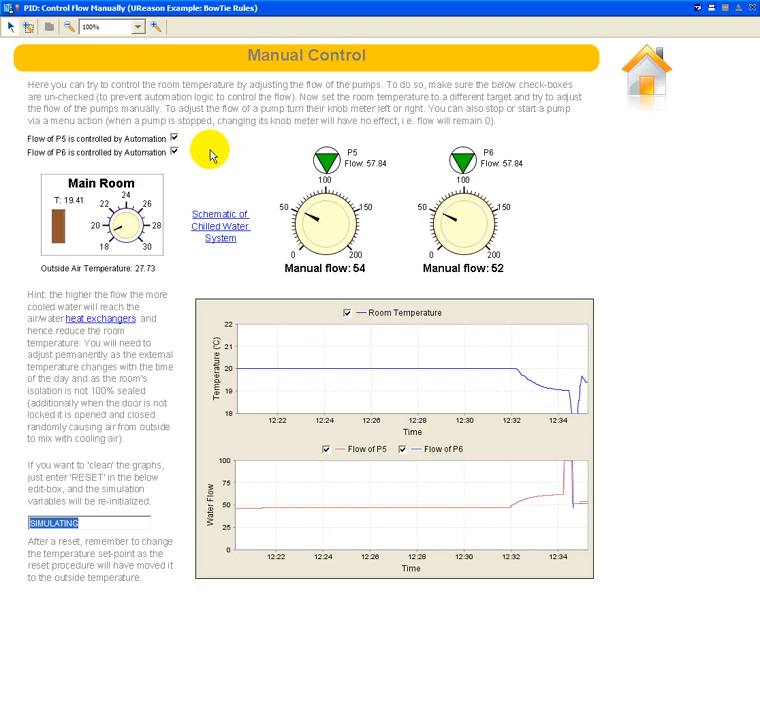 PID: Control Flow Manually (UReason Example: BowTie Rules)
100%
Manual Control
Here you can try to control the room temperature by adjusting the flow of the pumps. To do so, make sure the below check-boxes
are un-checked (to prevent automation logic to control the flow). Now set the room temperature to a different target and try to adjust
the flow of the pumps manually. To adjust the flow of a pump turn their knob meter left or right. You can also stop or start a pump
via a menu action (when a pump is stopped, changing its knob meter will have no effect, i.e. flow will remain 0).
Flow of P5 is controlled by Automation
Flow of P6 is controlled by Automation
P5
Flow: 57.84
P6
Flow: 57.84
Main Room
T: 19.41
18 20 22 24 26 28 30
Outside Air Temperature: 27.73
Schematic of
Chilled Water
System
0 50 100 150 200
Manual flow: 54
0 50 100 150 200
Manual flow: 52
Hint: the higher the flow the more
cooled water will reach the
air/water heat exchangers and
hence reduce the room
temperature. You will need to
adjust permanently as the external
temperature changes with the time
of the day and as the room's
isolation is not 100% sealed
(additionally when the door is not
locked it is opened and closed
randomly causing air from outside
to mix with cooling air).
If you want to 'clean' the graphs,
just enter 'RESET' in the below
edit-box, and the simulation
variables will be re-initialized.
SIMULATING
After a reset, remember to change
the temperature set-point as the
reset procedure will have moved it
to the outside temperature.
Room Temperature
Temperature (°C)
22
21
20
19
18
12:22 12:24 12:26 12:28 12:30 12:32 12:34
Time
Flow of P5 Flow of P6
Water Flow
100
75
50
25
0
12:22 12:24 12:26 12:28 12:30 12:32 12:34
Time